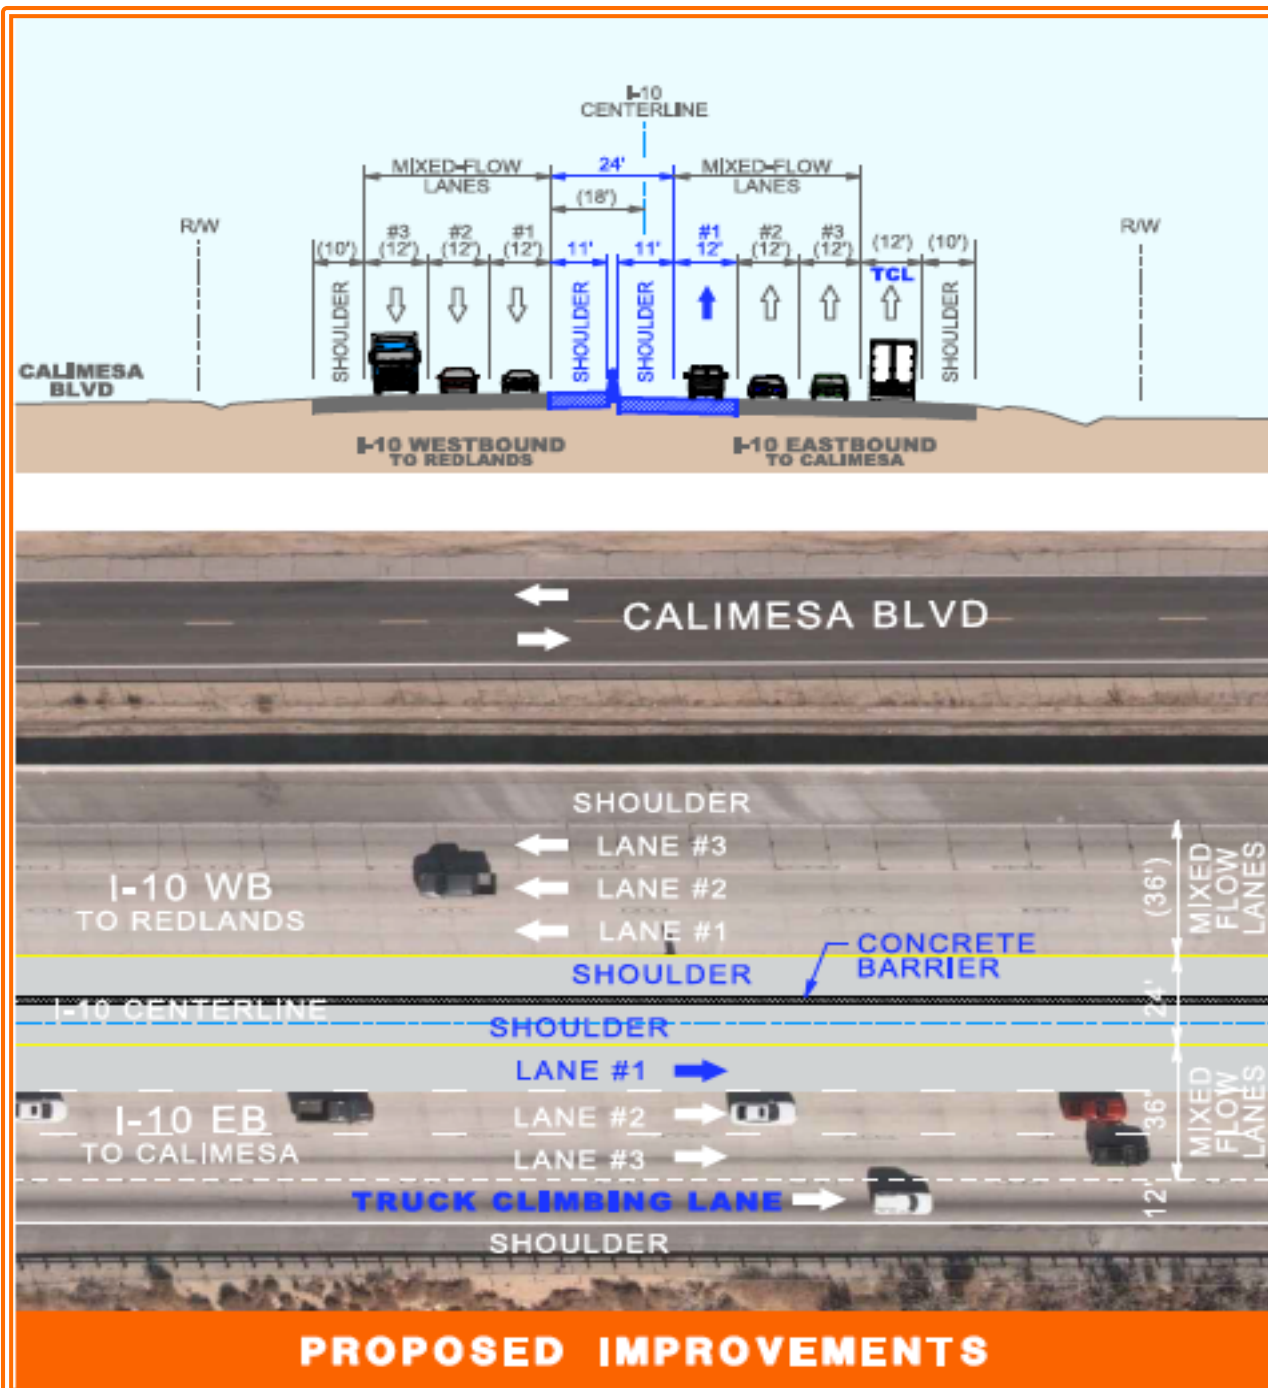 I-10
CENTERLINE
MIXED-FLOW
LANES
24'
MIXED-FLOW
LANES
(18')
R/W
R/W
(10')
#3
(12')
#2
(12')
#1
(12')
11'
11'
#1
12'
#2
(12')
#3
(12')
(12')
TCL
(10')
SHOULDER
SHOULDER
SHOULDER
SHOULDER
CALIMESA
BLVD
I-10 WESTBOUND
TO REDLANDS
I-10 EASTBOUND
TO CALIMESA
CALIMESA BLVD
SHOULDER
LANE #3
I-10 WB
TO REDLANDS
LANE #2
LANE #1
(36')
MIXED
FLOW
LANES
CONCRETE
BARRIER
SHOULDER
I-10 CENTERLINE
24'
SHOULDER
LANE #1
I-10 EB
TO CALIMESA
LANE #2
LANE #3
36'
MIXED
FLOW
LANES
TRUCK CLIMBING LANE
12'
SHOULDER
PROPOSED IMPROVEMENTS